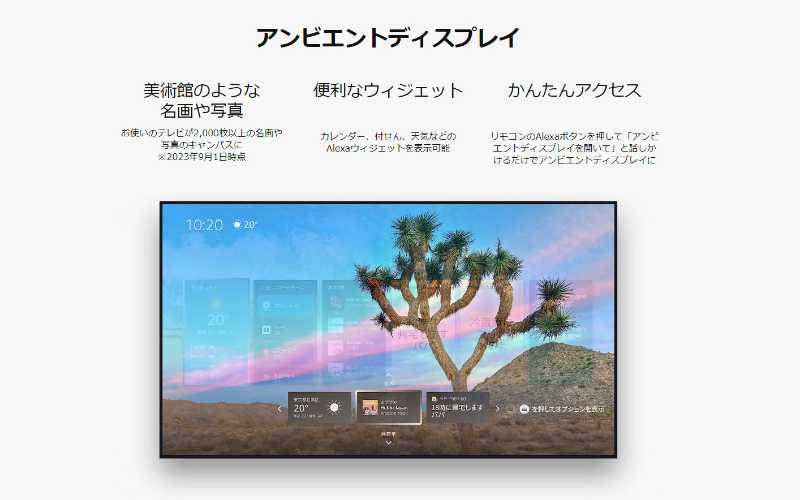 アンビエントディスプレイ
美術館のような
名画や写真
お使いのテレビが2,000枚以上の名画や
写真のキャンバスに
※2023年9月1日時点
便利なウィジェット
カレンダー、付せん、天気などの
Alexaウィジェットを表示可能
かんたんアクセス
リモコンのAlexaボタンを押して「アンビ
エントディスプレイを開いて」と話しか
けるだけでアンビエントディスプレイに
10:20
20°
20°
20°
18時に帰宅します
パパ
を押してオプションを表示